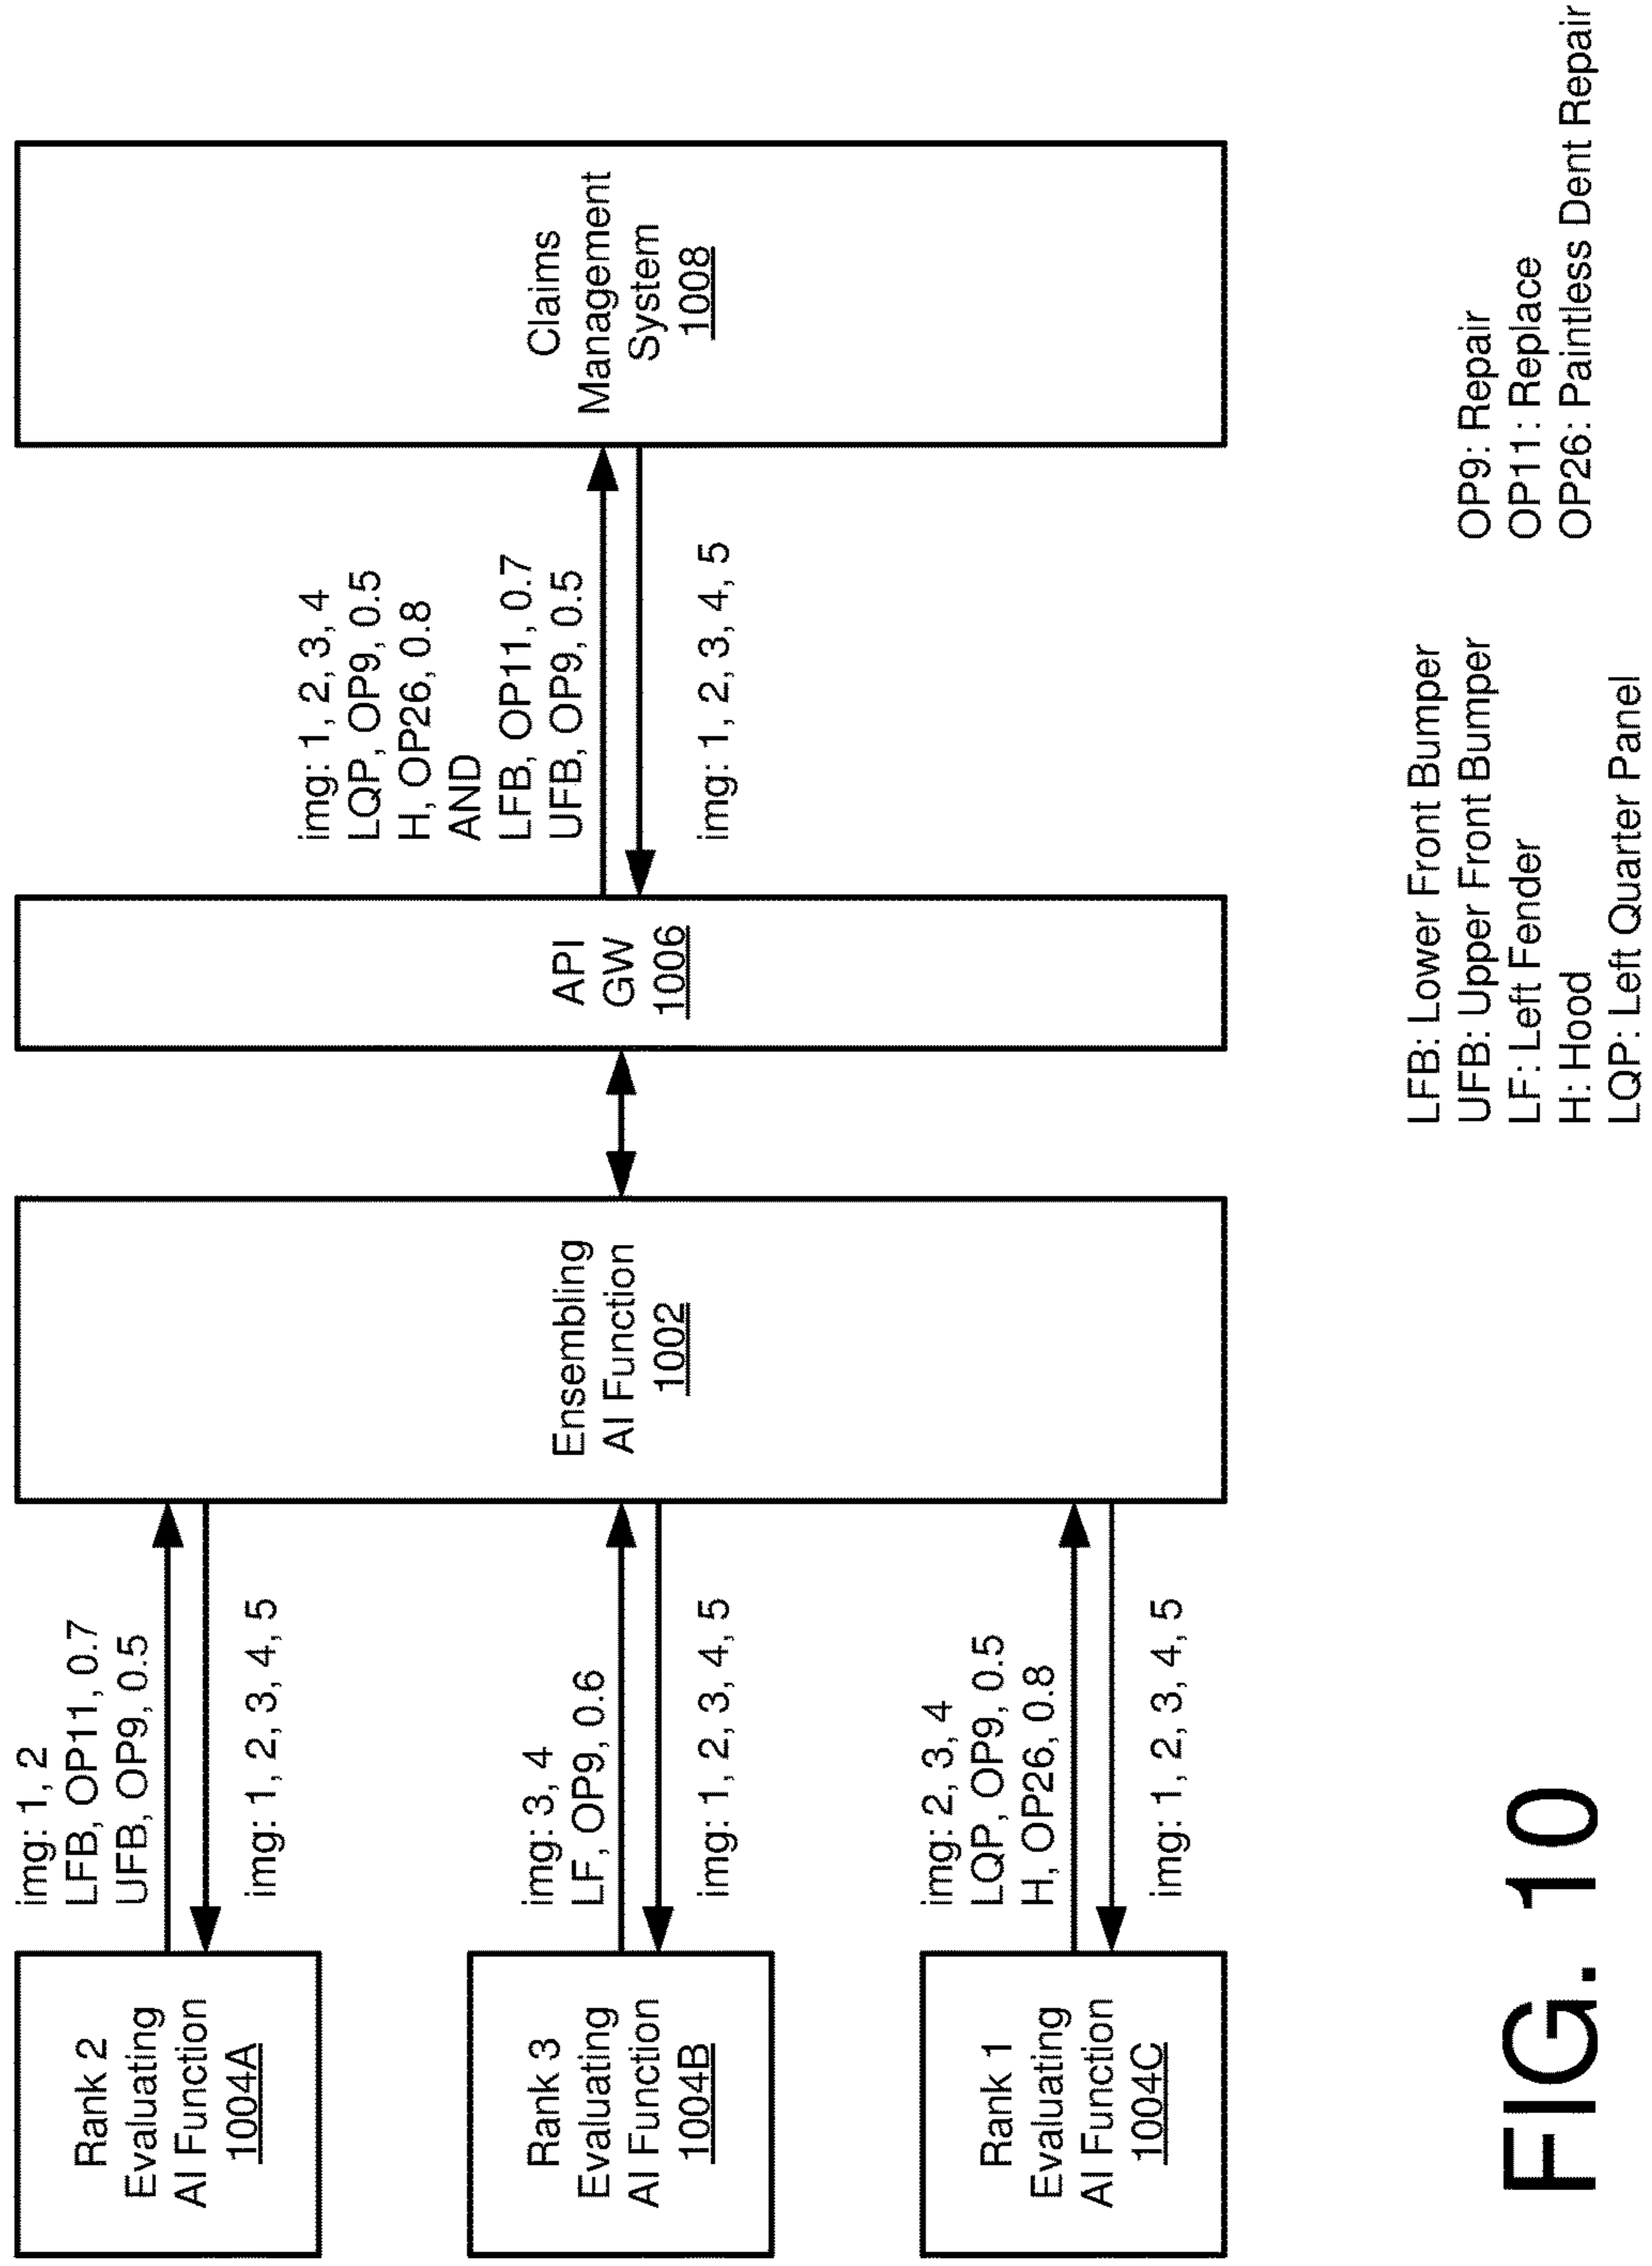 Rank 2
Evaluating
AI Function
1004A
img: 1, 2
LFB, OP11, 0.7
UFB, OP9, 0.5
img: 1, 2, 3, 4, 5
Rank 3
Evaluating
AI Function
1004B
img: 3, 4
LF, OP9, 0.6
img: 1, 2, 3, 4, 5
Rank 1
Evaluating
AI Function
1004C
img: 2, 3, 4
LQP, OP9, 0.5
H, OP26, 0.8
img: 1, 2, 3, 4, 5
Ensembling
AI Function
1002
API
GW
1006
img: 1, 2, 3, 4
LQP, OP9, 0.5
H, OP26, 0.8
AND
LFB, OP11, 0.7
UFB, OP9, 0.5
img: 1, 2, 3, 4, 5
Claims
Management
System
1008
LFB: Lower Front Bumper
UFB: Upper Front Bumper
LF: Left Fender
H: Hood
LQP: Left Quarter Panel
OP9: Repair
OP11: Replace
OP26: Paintless Dent Repair
FIG. 10